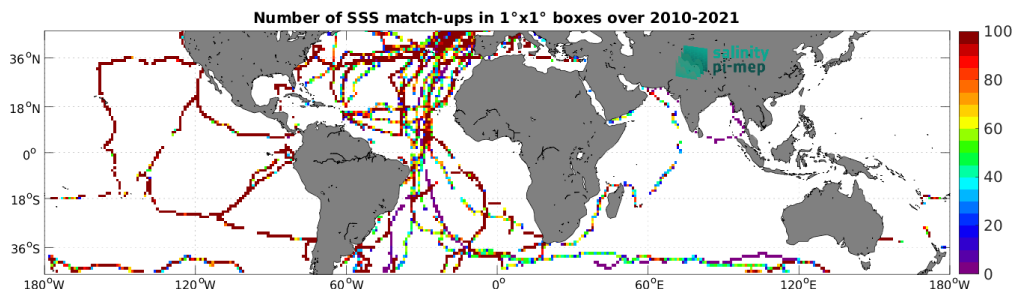 Number of SSS match-ups in 1°x1° boxes over 2010-2021
salinity
pi-mep
36°N
18°N
0°
18°S
36°S
180°W
120°W
60°W
0°
60°E
120°E
180°W
100
80
60
40
20
0